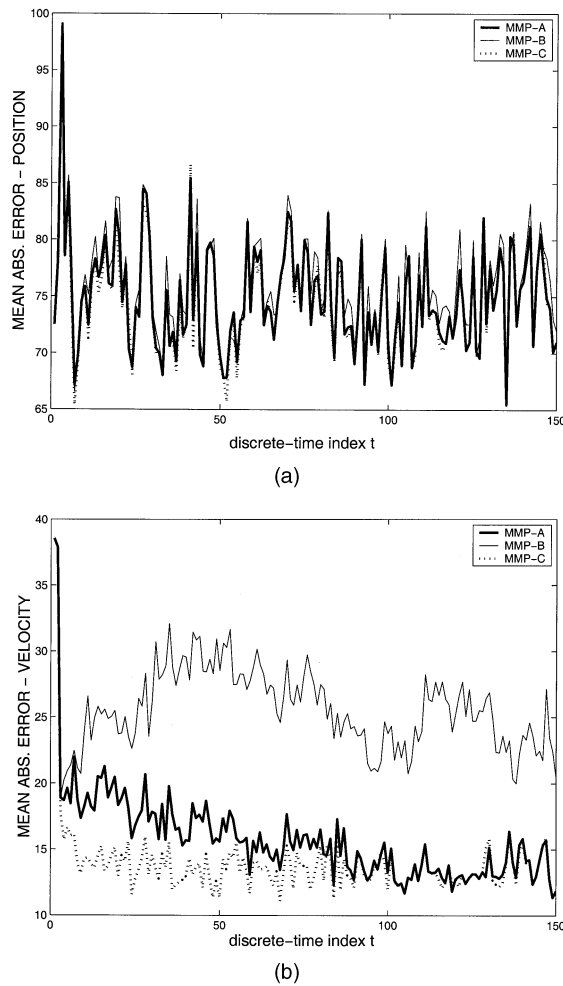 100
95
90
85
80
75
70
65
MEAN ABS. ERROR − POSITION
MMP−A
MMP−B
MMP−C
0
50
100
150
discrete−time index t
(a)
40
35
30
25
20
15
10
MEAN ABS. ERROR − VELOCITY
MMP−A
MMP−B
MMP−C
0
50
100
150
discrete−time index t
(b)